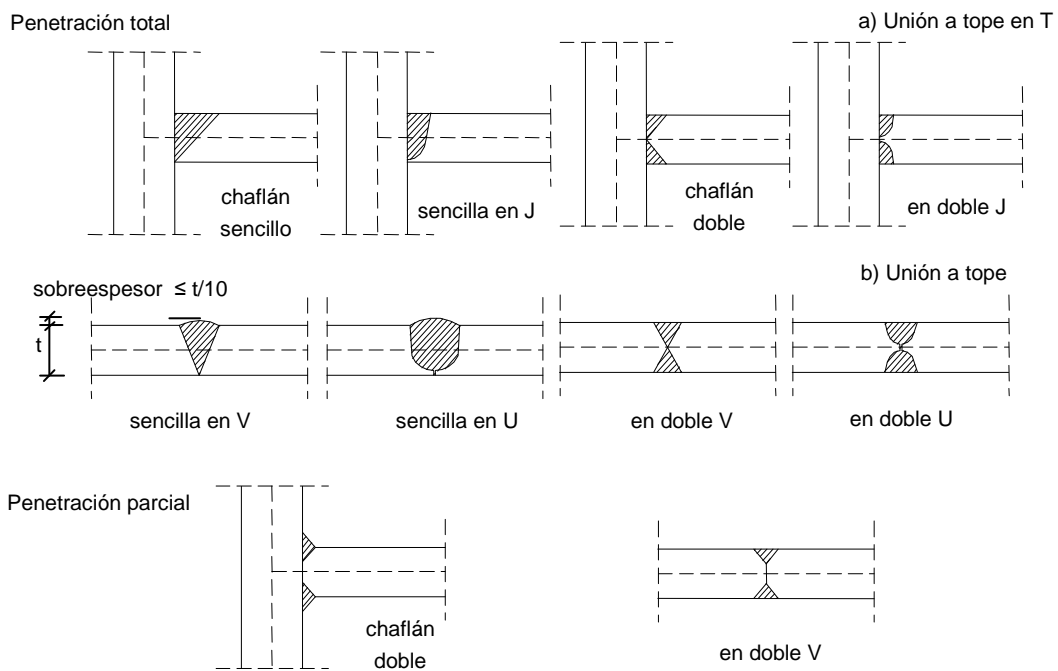 Penetración total
a) Unión a tope en T
chaflán
sencillo
sencilla en J
chaflán
doble
en doble J
b) Unión a tope
sobreespesor ≤ t/10
t
sencilla en V
sencilla en U
en doble V
en doble U
Penetración parcial
chaflán
doble
en doble V